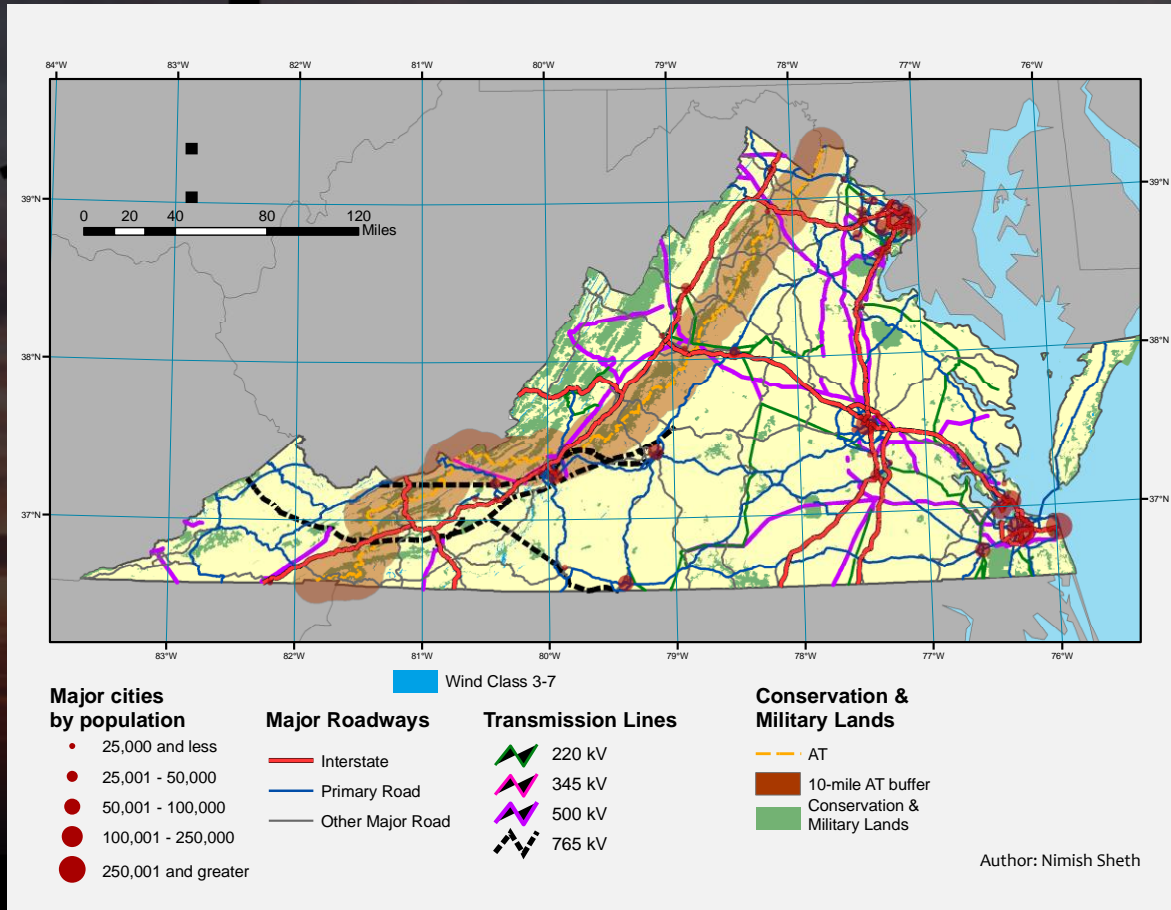 84°W 83°W 82°W 81°W 80°W 79°W 78°W 77°W 76°W
39°N 39°N
0 20 40 80 120
Miles
38°N 38°N
37°N 37°N
83°W 82°W 81°W 80°W 79°W 78°W 77°W 76°W
Wind Class 3-7
Major cities
by population
25,000 and less
25,001 - 50,000
50,001 - 100,000
100,001 - 250,000
250,001 and greater
Major Roadways
Interstate
Primary Road
Other Major Road
Transmission Lines
220 kV
345 kV
500 kV
765 kV
Conservation &
Military Lands
AT
10-mile AT buffer
Conservation &
Military Lands
Author: Nimish Sheth